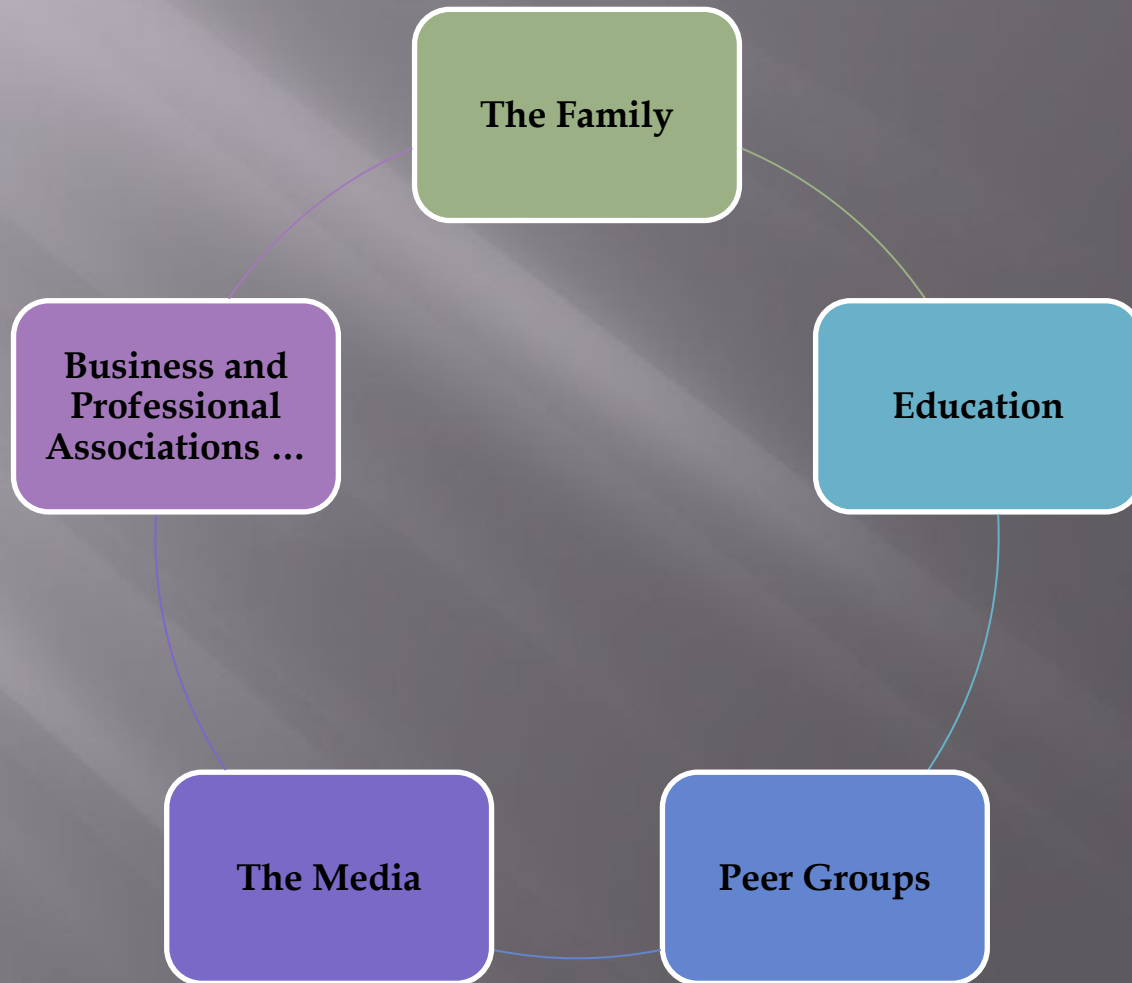 The Family
Education
Peer Groups
The Media
Business and
Professional
Associations …